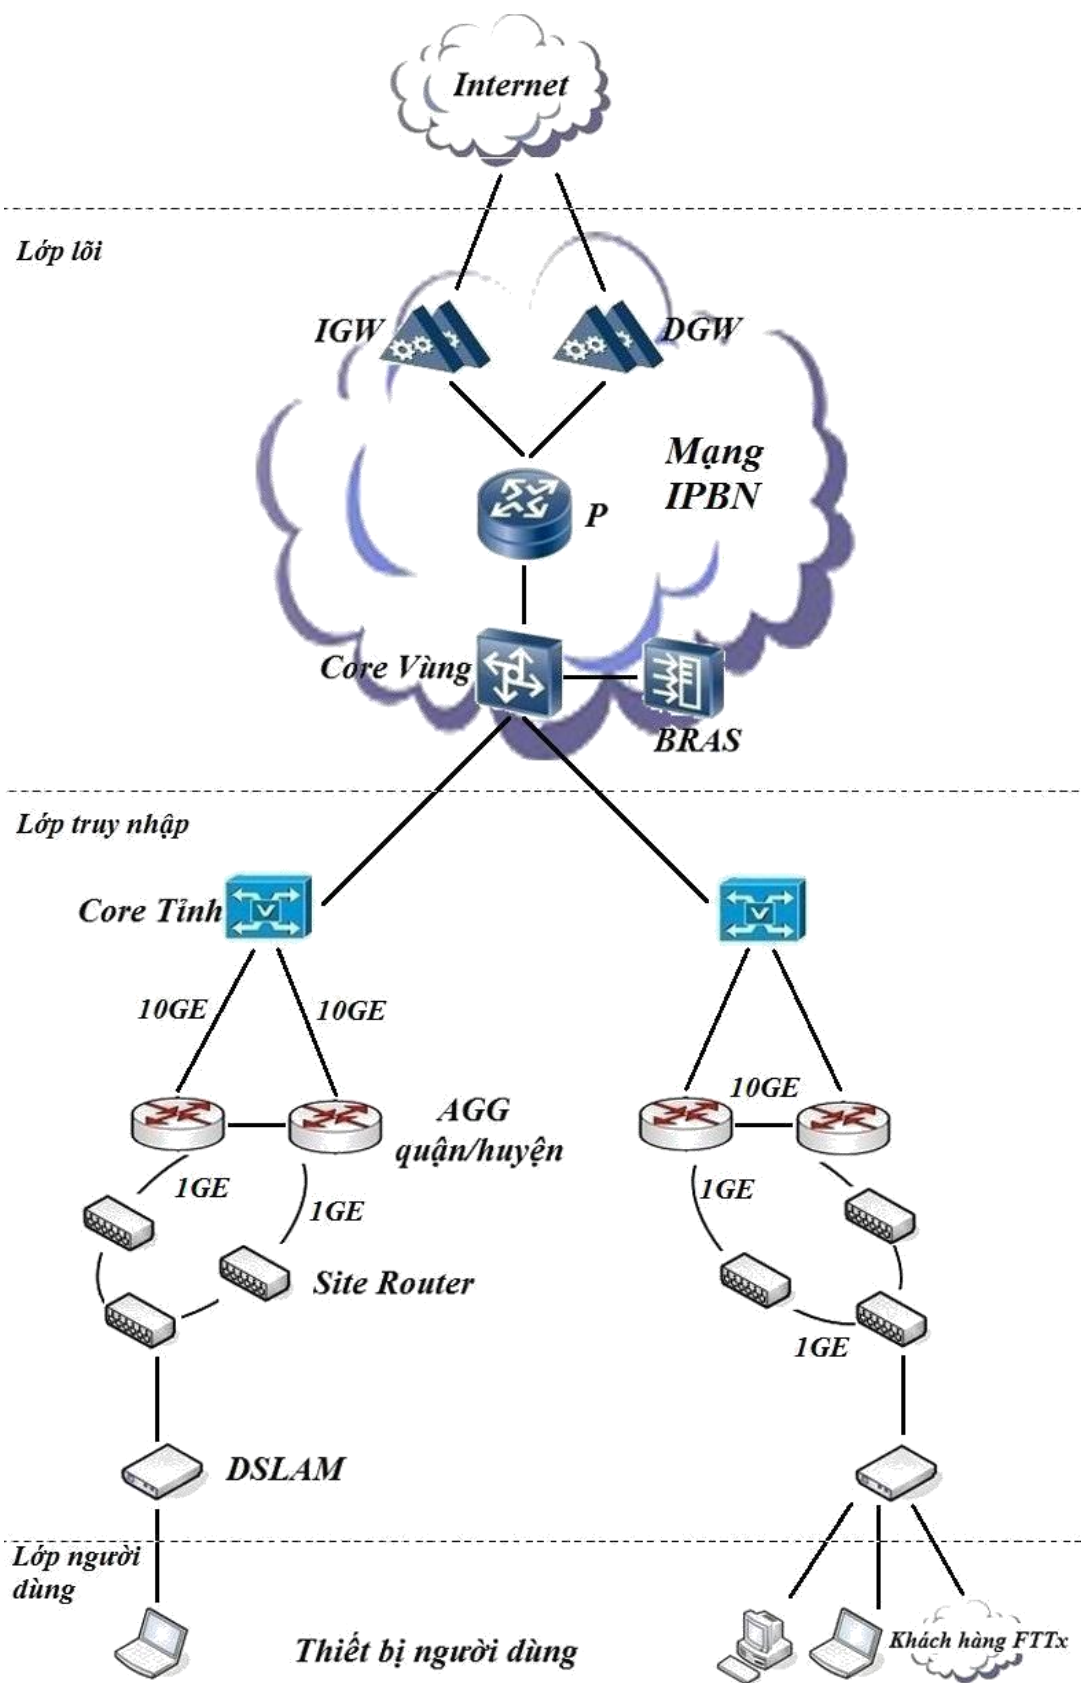 Internet
Lớp lõi
IGW
DGW
Mạng
IPBN
P
Core Vùng
BRAS
Lớp truy nhập
Core Tỉnh
10GE
10GE
10GE
AGG
quận/huyện
1GE
1GE
1GE
Site Router
1GE
DSLAM
Lớp người
dùng
Thiết bị người dùng
Khách hàng FTTx